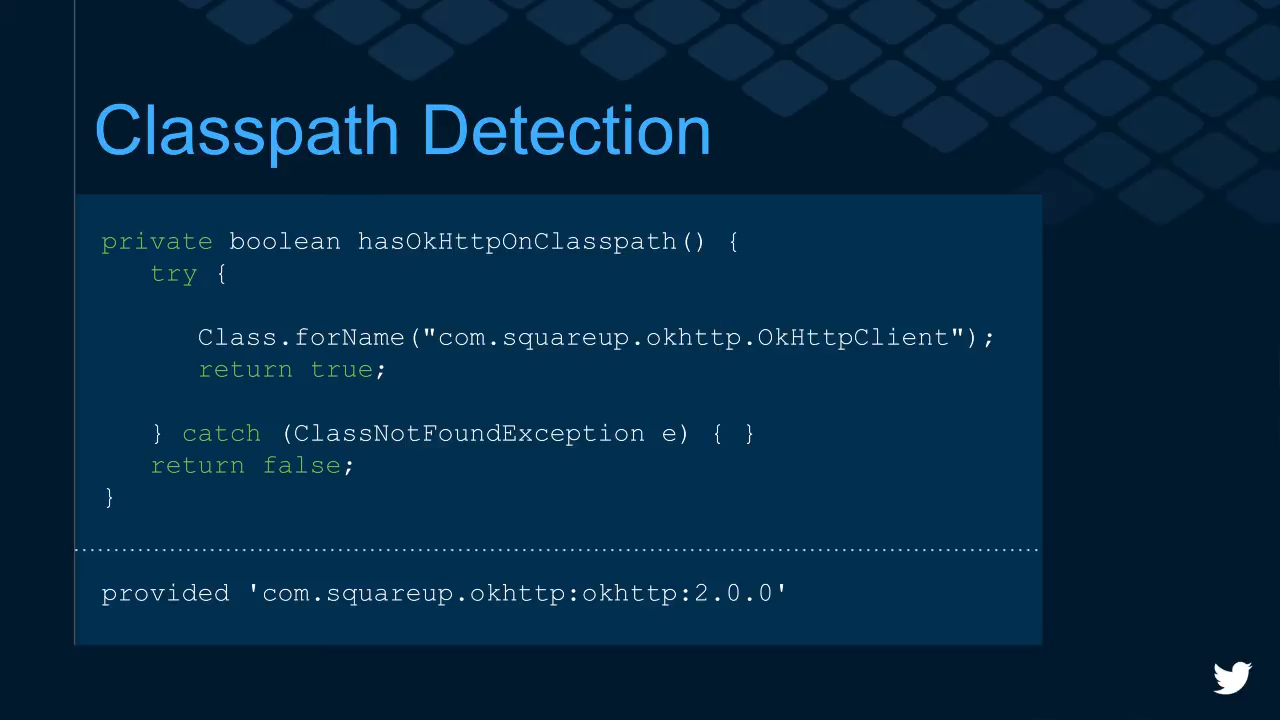 Classpath Detection
private boolean hasOkHttpOnClasspath() {
try {
Class.forName("com.squareup.okhttp.OkHttpClient");
return true;
} catch (ClassNotFoundException e) { }
return false;
}
provided 'com.squareup.okhttp:okhttp:2.0.0'